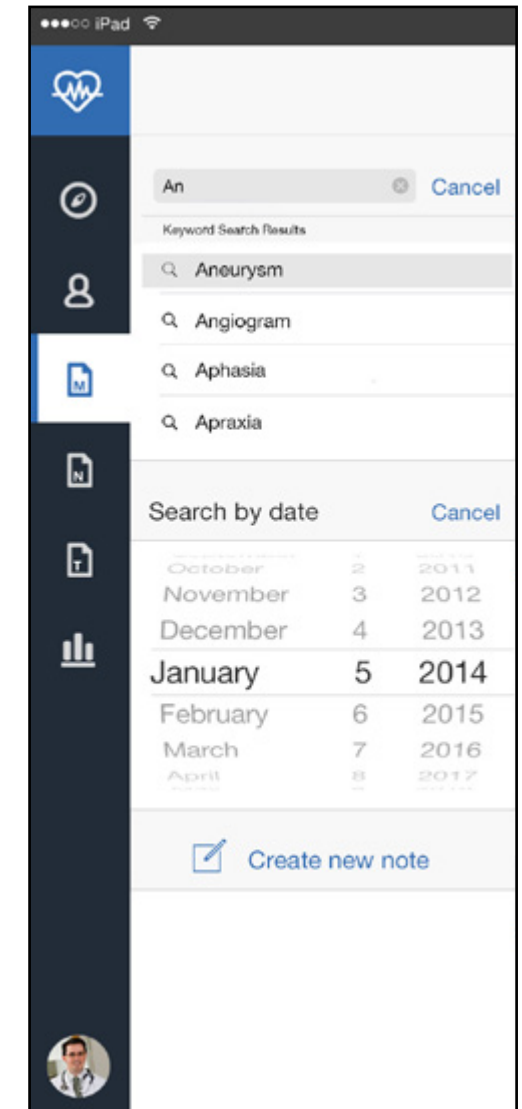 iPad
An Cancel
Keyword Search Results
Aneurysm
Angiogram
Aphasia
Apraxia
M
N
T
Search by date Cancel
October 2 2011
November 3 2012
December 4 2013
January 5 2014
February 6 2015
March 7 2016
April 8 2017
Create new note